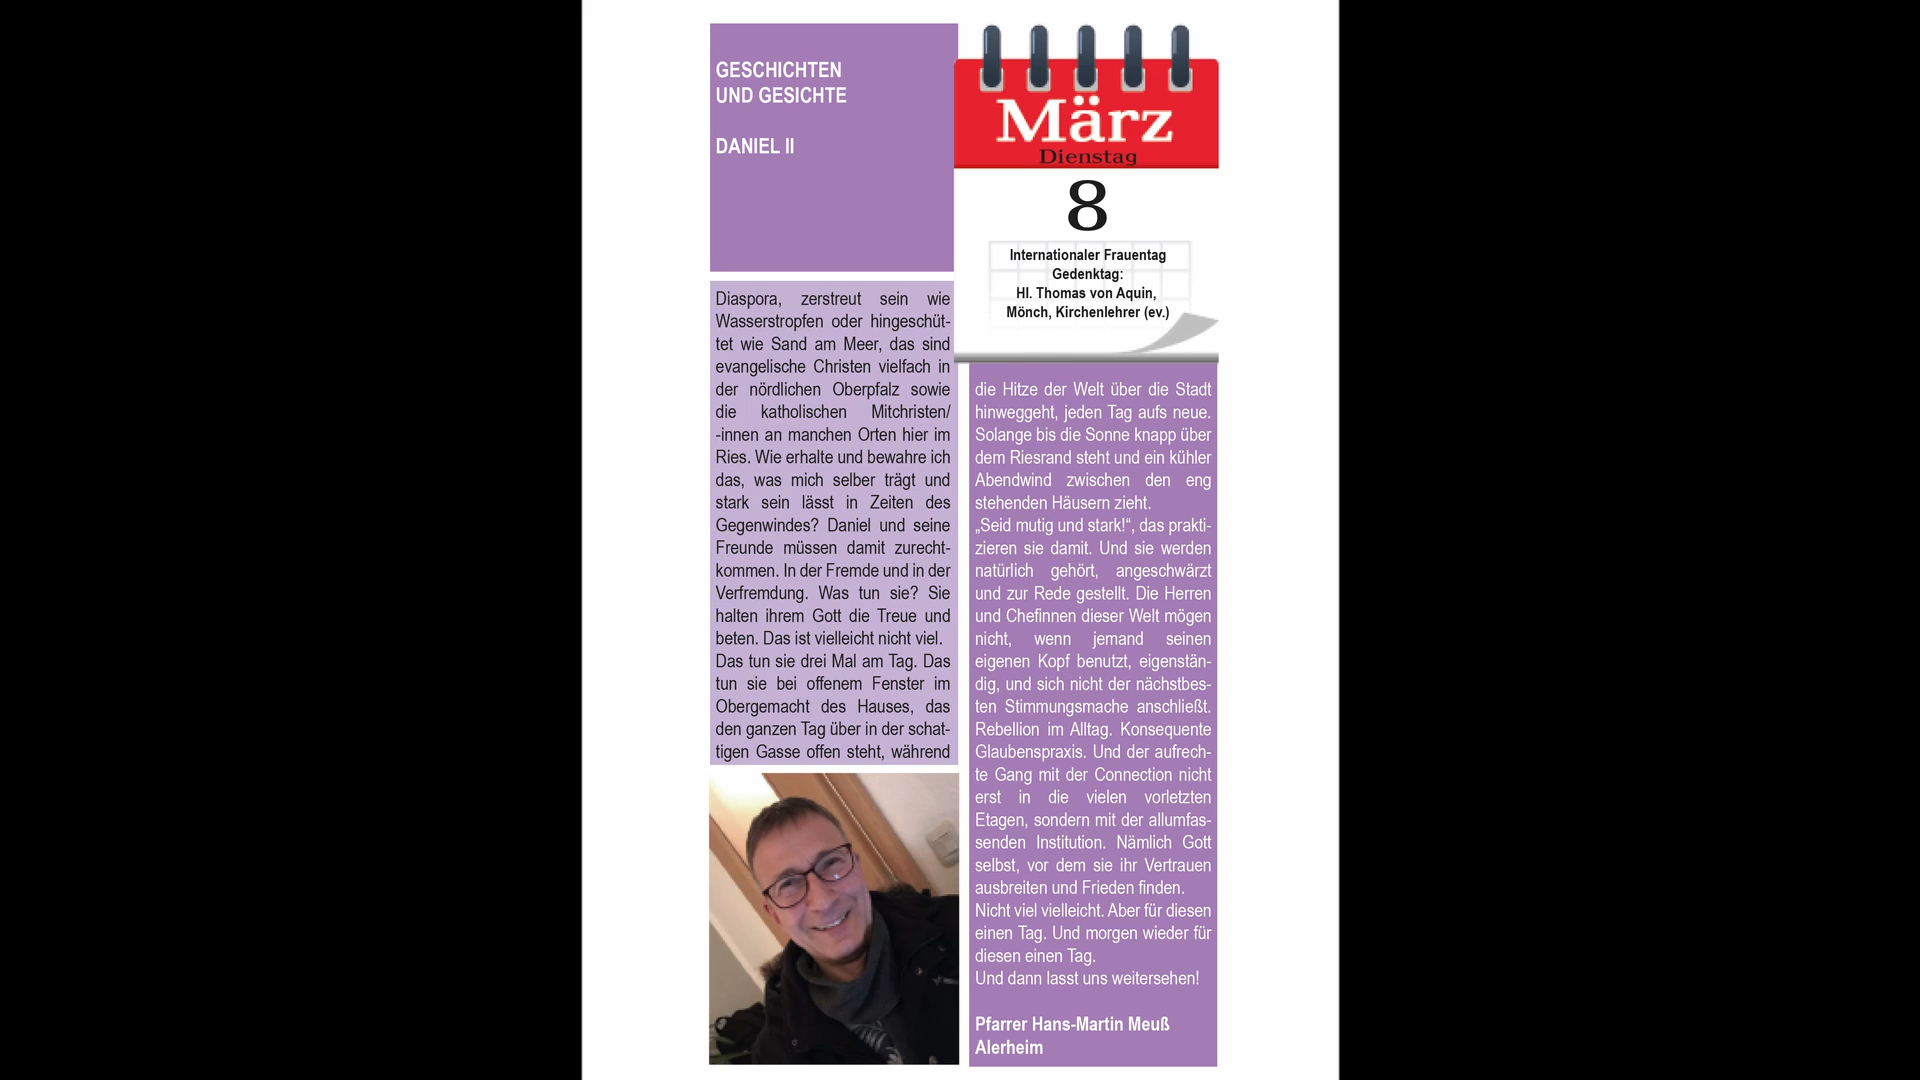 GESCHICHTEN
UND GESICHTE
DANIEL II
März
Dienstag
8
Internationaler Frauentag
Gedenktag:
Hl. Thomas von Aquin,
Mönch, Kirchenlehrer (ev.)
Diaspora, zerstreut sein wie
Wasserstropfen oder hingeschüt-
tet wie Sand am Meer, das sind
evangelische Christen vielfach in
der nördlichen Oberpfalz sowie
die katholischen Mitchristen/
-innen an manchen Orten hier im
Ries. Wie erhalte und bewahre ich
das, was mich selber trägt und
stark sein lässt in Zeiten des
Gegenwindes? Daniel und seine
Freunde müssen damit zurecht-
kommen. In der Fremde und in der
Verfremdung. Was tun sie? Sie
halten ihrem Gott die Treue und
beten. Das ist vielleicht nicht viel.
Das tun sie drei Mal am Tag. Das
tun sie bei offenem Fenster im
Obergemacht des Hauses, das
den ganzen Tag über in der schat-
tigen Gasse offen steht, während
die Hitze der Welt über die Stadt
hinweggeht, jeden Tag aufs neue.
Solange bis die Sonne knapp über
dem Riesrand steht und ein kühler
Abendwind zwischen den eng
stehenden Häusern zieht.
„Seid mutig und stark!“, das prakti-
zieren sie damit. Und sie werden
natürlich gehört, angeschwärzt
und zur Rede gestellt. Die Herren
und Chefinnen dieser Welt mögen
nicht, wenn jemand seinen
eigenen Kopf benutzt, eigenstän-
dig, und sich nicht der nächstbes-
ten Stimmungsmache anschließt.
Rebellion im Alltag. Konsequente
Glaubenspraxis. Und der aufrech-
te Gang mit der Connection nicht
erst in die vielen vorletzten
Etagen, sondern mit der allumfas-
senden Institution. Nämlich Gott
selbst, vor dem sie ihr Vertrauen
ausbreiten und Frieden finden.
Nicht viel vielleicht. Aber für diesen
einen Tag. Und morgen wieder für
diesen einen Tag.
Und dann lasst uns weitersehen!
Pfarrer Hans-Martin Meuß
Alerheim